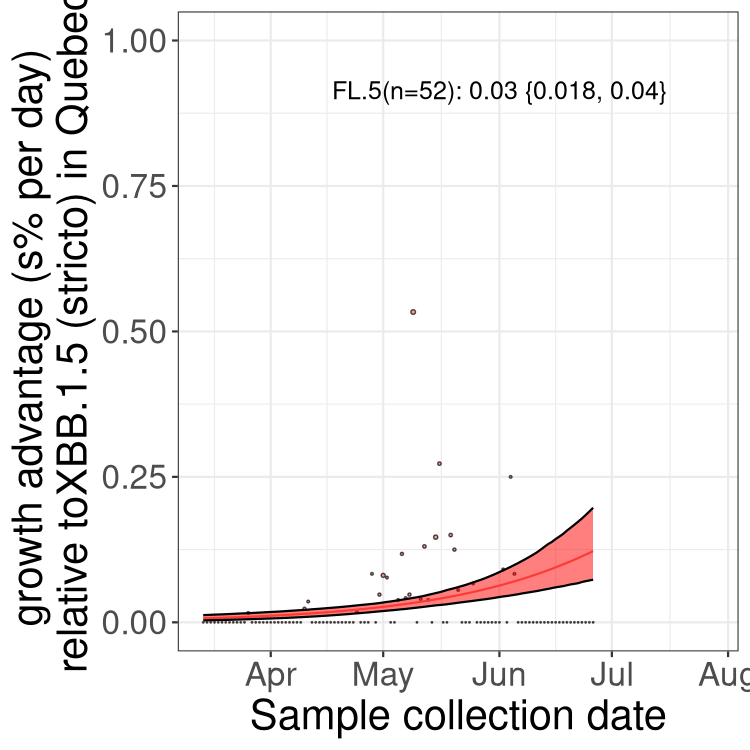 growth advantage (s% per day)
relative toXBB.1.5 (stricto) in Quebec
1.00
0.75
0.50
0.25
0.00
FL.5(n=52): 0.03 {0.018, 0.04}
Apr
May
Jun
Jul
Aug
Sample collection date